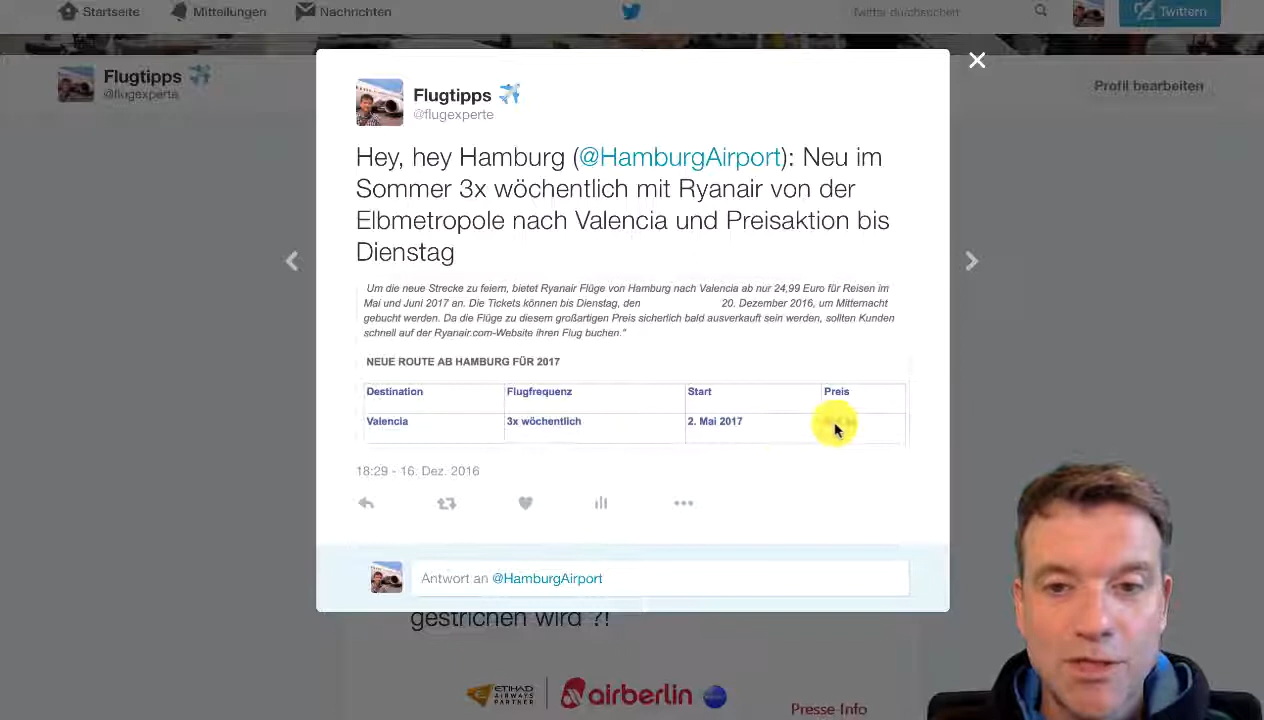 Startseite
Mitteilungen
Nachrichten
Twitter durchsuchen
Twittern
Flugtipps
@flugexperte
Profil bearbeiten
Flugtipps
@flugexperte
Hey, hey Hamburg (@HamburgAirport): Neu im
Sommer 3x wöchentlich mit Ryanair von der
Elbmetropole nach Valencia und Preisaktion bis
Dienstag
Um die neue Strecke zu feiern, bietet Ryanair Flüge von Hamburg nach Valencia ab nur 24,99 Euro für Reisen im
Mai und Juni 2017 an. Die Tickets können bis Dienstag, den 20. Dezember 2016, um Mitternacht
gebucht werden. Da die Flüge zu diesem großartigen Preis sicherlich bald ausverkauft sein werden, sollten Kunden
schnell auf der Ryanair.com-Website ihren Flug buchen."
NEUE ROUTE AB HAMBURG FÜR 2017
Destination Flugfrequenz Start Preis
Valencia 3x wöchentlich 2. Mai 2017
18:29 - 16. Dez. 2016
Antwort an @HamburgAirport
gestrichen wird ?!
ETIHAD
AIRWAYS
PARTNER
airberlin
Presse-Info